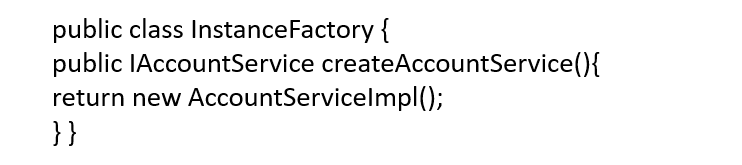 public class InstanceFactory {
public IAccountService createAccountService(){
return new AccountServiceImpl();
} }